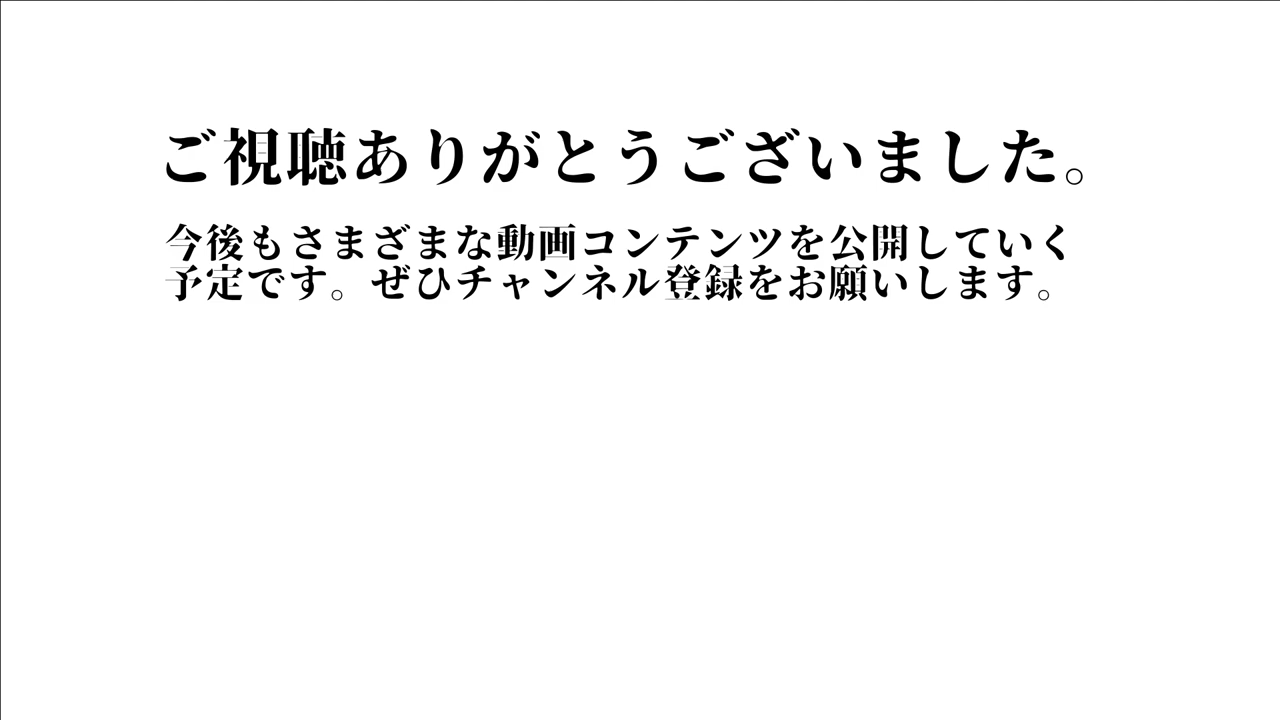 ご視聴ありがとうございました。
今後もさまざまな動画コンテンツを公開していく
予定です。ぜひチャンネル登録をお願いします。